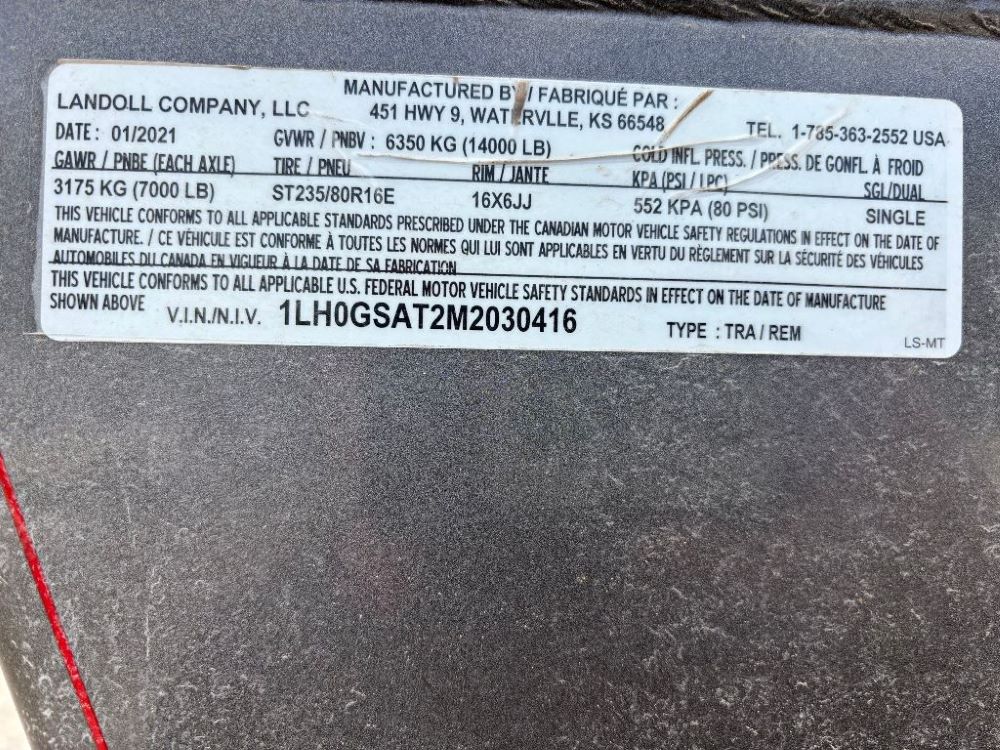 MANUFACTURED BY / FABRIQUÉ PAR :
LANDOLL COMPANY, LLC 451 HWY 9, WATERVLLE, KS 66548 TEL. 1-785-363-2552 USA
DATE : 01/2021 GVWR / PNBV : 6350 KG (14000 LB) COLD INFL. PRESS. / PRESS. DE GONFL. À FROID
GAWR / PNBE (EACH AXLE) TIRE / PNEU RIM / JANTE KPA (PSI / LPC) SGL/DUAL
3175 KG (7000 LB) ST235/80R16E 16X6JJ 552 KPA (80 PSI) SINGLE
THIS VEHICLE CONFORMS TO ALL APPLICABLE STANDARDS PRESCRIBED UNDER THE CANADIAN MOTOR VEHICLE SAFETY REGULATIONS IN EFFECT ON THE DATE OF
MANUFACTURE. / CE VÉHICULE EST CONFORME À TOUTES LES NORMES QUI LUI SONT APPLICABLES EN VERTU DU RÈGLEMENT SUR LA SÉCURITÉ DES VÉHICULES
AUTOMOBILES DU CANADA EN VIGUEUR À LA DATE DE SA FABRICATION
THIS VEHICLE CONFORMS TO ALL APPLICABLE U.S. FEDERAL MOTOR VEHICLE SAFETY STANDARDS IN EFFECT ON THE DATE OF MANUFACTURE
SHOWN ABOVE V.I.N./N.I.V. 1LH0GSAT2M2030416 TYPE : TRA / REM LS-MT